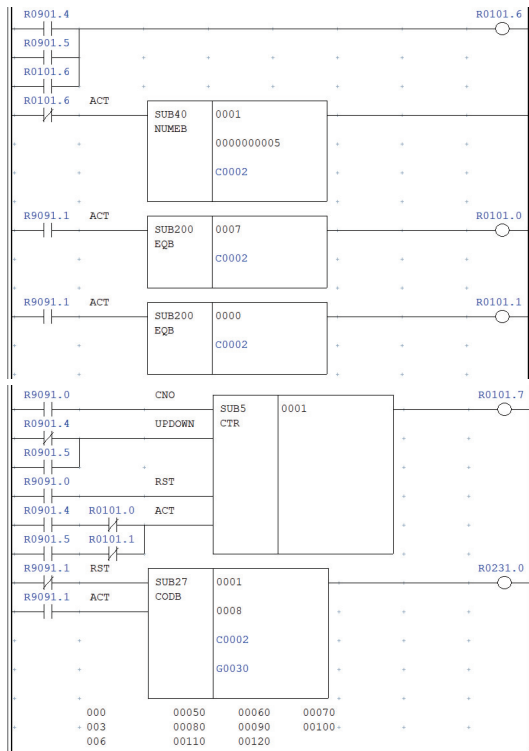 R0901.4 R0101.6
R0901.5
R0101.6
R0101.6 ACT
SUB40 0001
NUMEB
0000000005
C0002
R9091.1 ACT R0101.0
SUB200 0007
EQB
C0002
R9091.1 ACT R0101.1
SUB200 0000
EQB
C0002
R9091.0 CNO R0101.7
SUB5 0001
R0901.4 UPDOWN CTR
R0901.5
R9091.0 RST
R0901.4 R0101.0 ACT
R0901.5 R0101.1
R9091.1 RST R0231.0
SUB27 0001
R9091.1 ACT CODB
0008
C0002
G0030
000 00050 00060 00070
003 00080 00090 00100
006 00110 00120